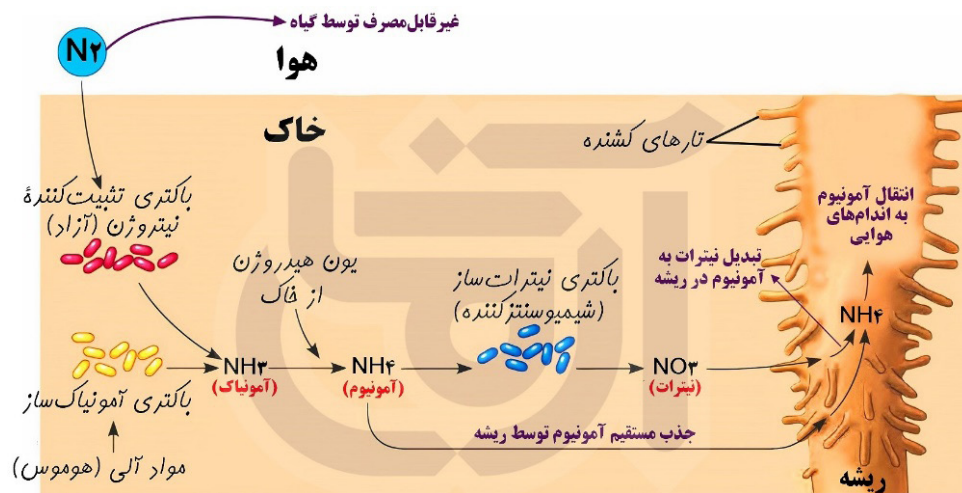 غیرقابل‌مصرف توسط گیاه
N۲
هوا
خاک
تارهای کشنده
باکتری تثبیت‌کنندهٔ
نیتروژن (آزاد)
یون هیدروژن
از خاک
باکتری نیترات‌ساز
(شیمیوسنتزکننده)
انتقال آمونیوم
به اندام‌های
هوایی
تبدیل نیترات به
آمونیوم در ریشه
NH۴
NH۳
(آمونیاک)
NH۴
(آمونیوم)
NO۳
(نیترات)
باکتری آمونیاک‌ساز
جذب مستقیم آمونیوم توسط ریشه
مواد آلی (هوموس)
ریشه